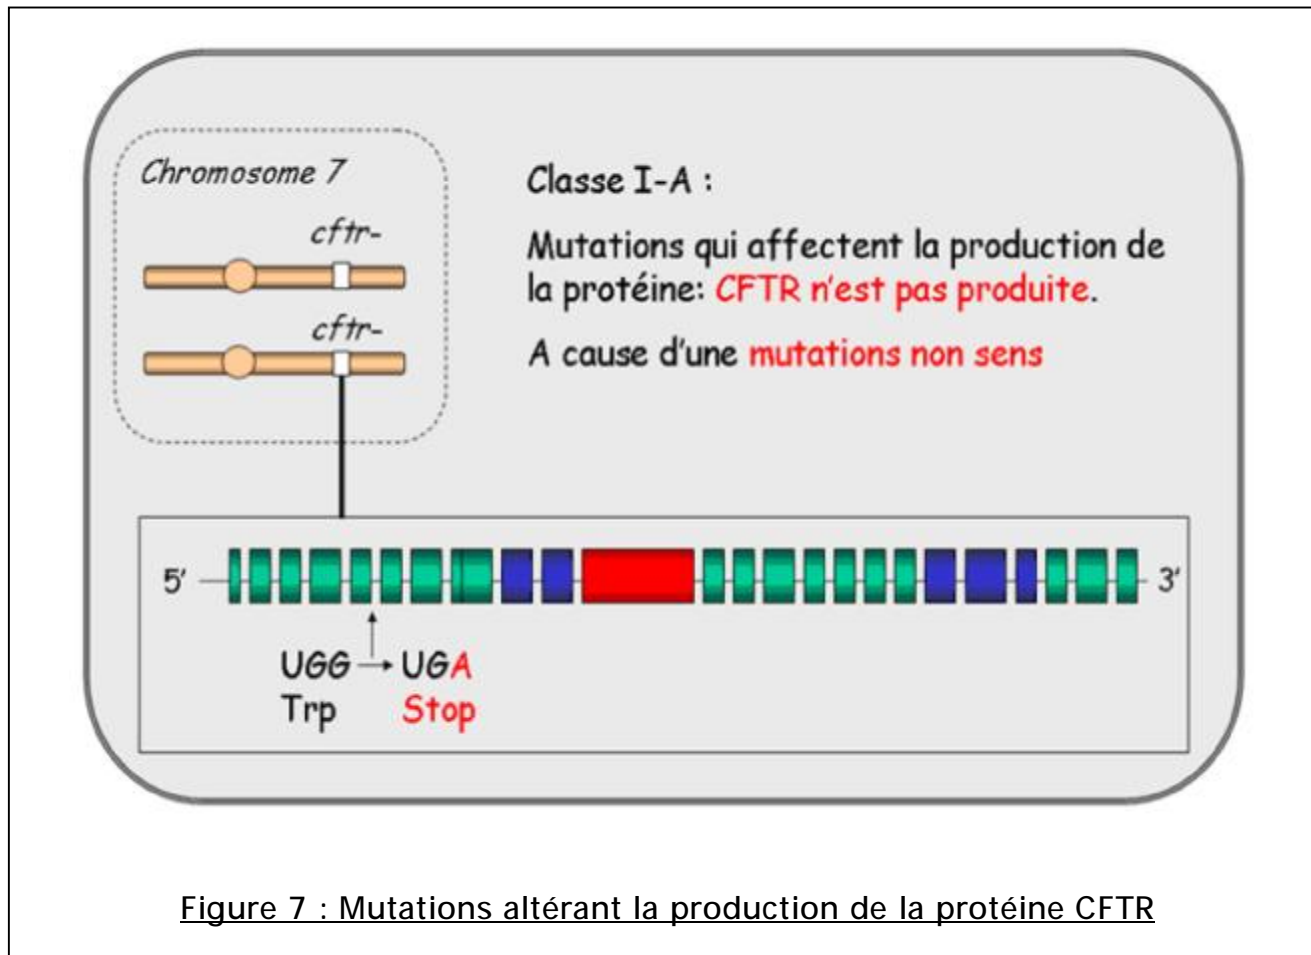 Chromosome 7
cftr-
cftr-
Classe I-A :
Mutations qui affectent la production de
la protéine: CFTR n'est pas produite.
A cause d'une mutations non sens
5' 3'
UGG → UGA
Trp Stop
Figure 7 : Mutations altérant la production de la protéine CFTR